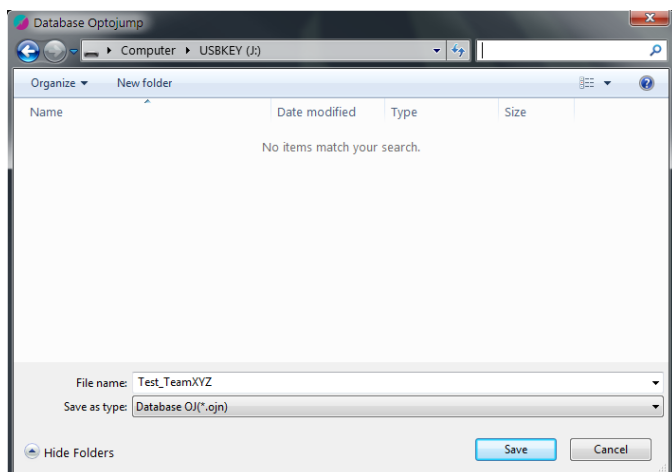 Database Optojump
Computer USBKEY (J:)
Organize New folder
Name Date modified Type Size
No items match your search.
File name: Test_TeamXYZ
Save as type: Database OJ(*.ojn)
Hide Folders Save Cancel